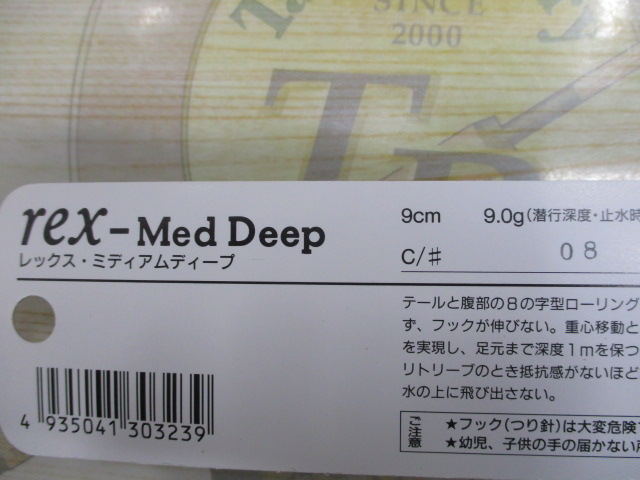 SINCE
2000
rex-Med Deep
レックス・ミディアムディープ
9cm 9.0g(潜行深度・止水時
C/# 08
テールと腹部の8の字型ローリング
ず、フックが伸びない。重心移動と
を実現し、足元まで深度1mを保つ
リトリーブのとき抵抗感がないほど
水の上に飛び出さない。
ご注意
★フック(つり針)は大変危険
★幼児、子供の手の届かない
4 935041 303239